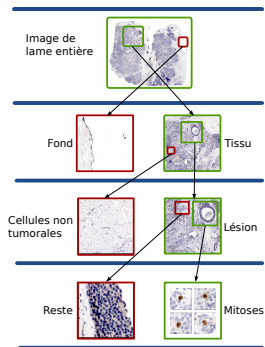 Image de
lame entière
Fond
Tissu
Cellules non
tumorales
Lésion
Reste
Mitoses